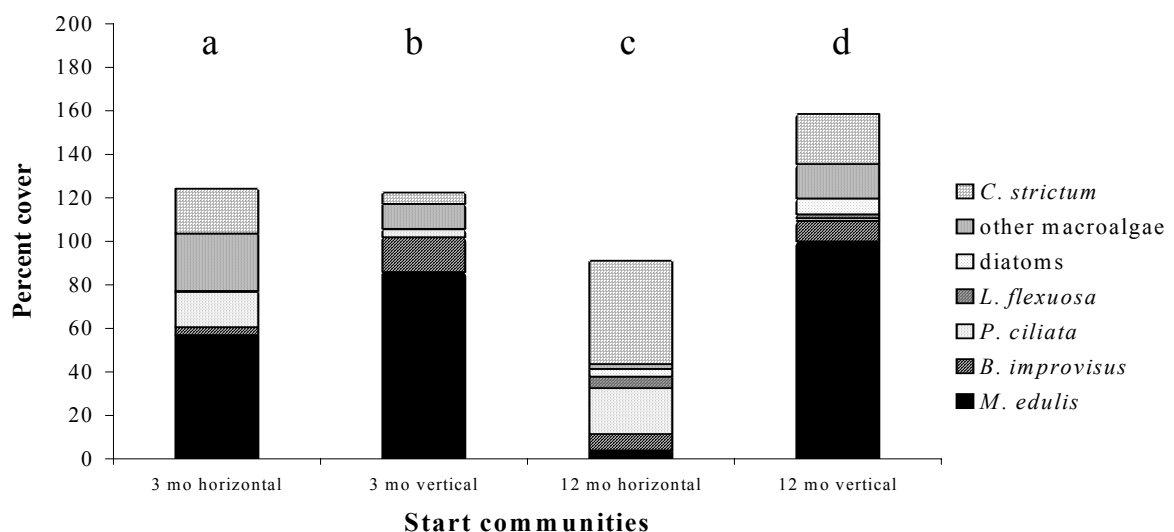 200
180
160
140
120
100
80
60
40
20
0
Percent cover
a b c d
C. strictum
other macroalgae
diatoms
L. flexuosa
P. ciliata
B. improvisus
M. edulis
3 mo horizontal 3 mo vertical 12 mo horizontal 12 mo vertical
Start communities